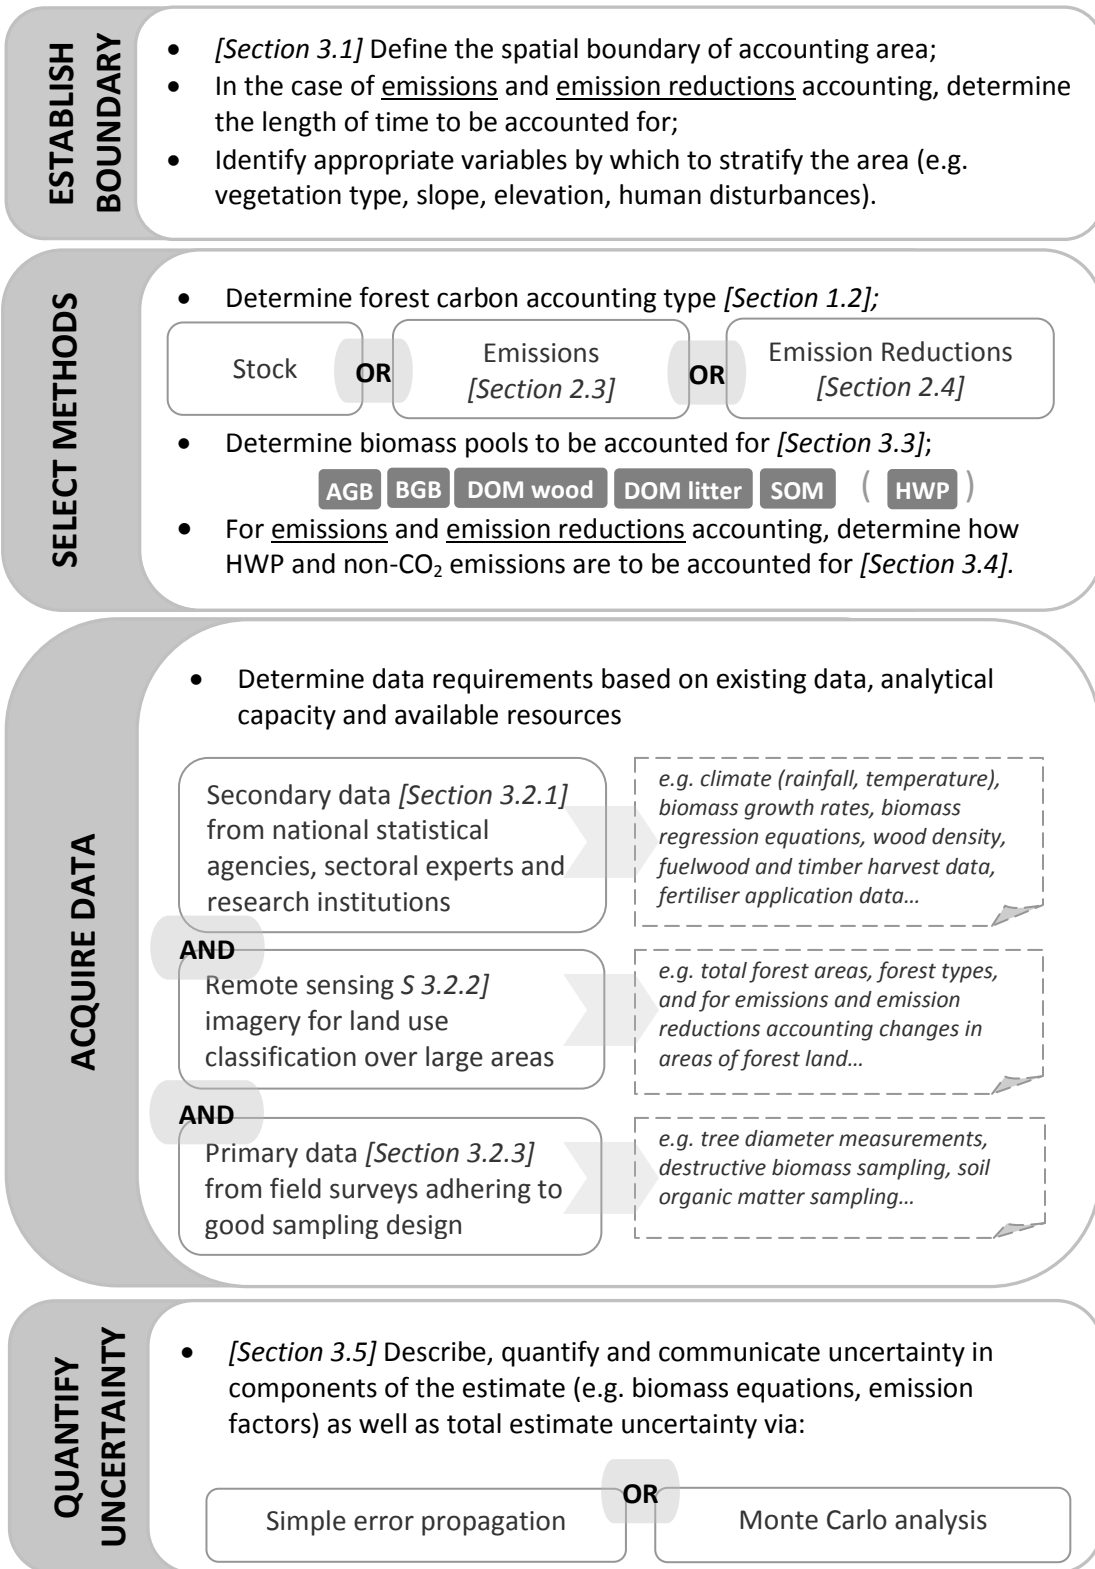 ESTABLISH
BOUNDARY
• [Section 3.1] Define the spatial boundary of accounting area;
• In the case of emissions and emission reductions accounting, determine
the length of time to be accounted for;
• Identify appropriate variables by which to stratify the area (e.g.
vegetation type, slope, elevation, human disturbances).
SELECT METHODS
• Determine forest carbon accounting type [Section 1.2];
Stock
OR
Emissions
[Section 2.3]
OR
Emission Reductions
[Section 2.4]
• Determine biomass pools to be accounted for [Section 3.3];
AGB BGB DOM wood DOM litter SOM ( HWP )
• For emissions and emission reductions accounting, determine how
HWP and non-CO₂ emissions are to be accounted for [Section 3.4].
ACQUIRE DATA
• Determine data requirements based on existing data, analytical
capacity and available resources
Secondary data [Section 3.2.1]
from national statistical
agencies, sectoral experts and
research institutions
e.g. climate (rainfall, temperature),
biomass growth rates, biomass
regression equations, wood density,
fuelwood and timber harvest data,
fertiliser application data...
AND
Remote sensing S 3.2.2]
imagery for land use
classification over large areas
e.g. total forest areas, forest types,
and for emissions and emission
reductions accounting changes in
areas of forest land...
AND
Primary data [Section 3.2.3]
from field surveys adhering to
good sampling design
e.g. tree diameter measurements,
destructive biomass sampling, soil
organic matter sampling...
QUANTIFY
UNCERTAINTY
• [Section 3.5] Describe, quantify and communicate uncertainty in
components of the estimate (e.g. biomass equations, emission
factors) as well as total estimate uncertainty via:
Simple error propagation
OR
Monte Carlo analysis